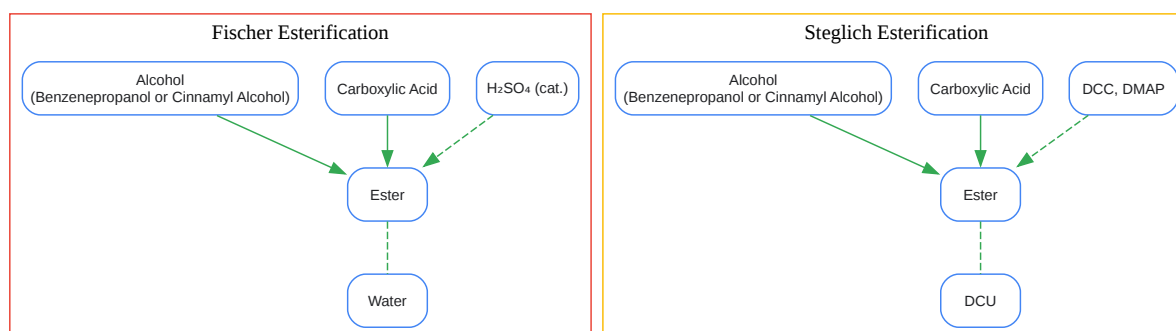 Fischer Esterification
Alcohol
(Benzenepropanol or Cinnamyl Alcohol)
Carboxylic Acid
H₂SO₄ (cat.)
Ester
Water
Steglich Esterification
Alcohol
(Benzenepropanol or Cinnamyl Alcohol)
Carboxylic Acid
DCC, DMAP
Ester
DCU